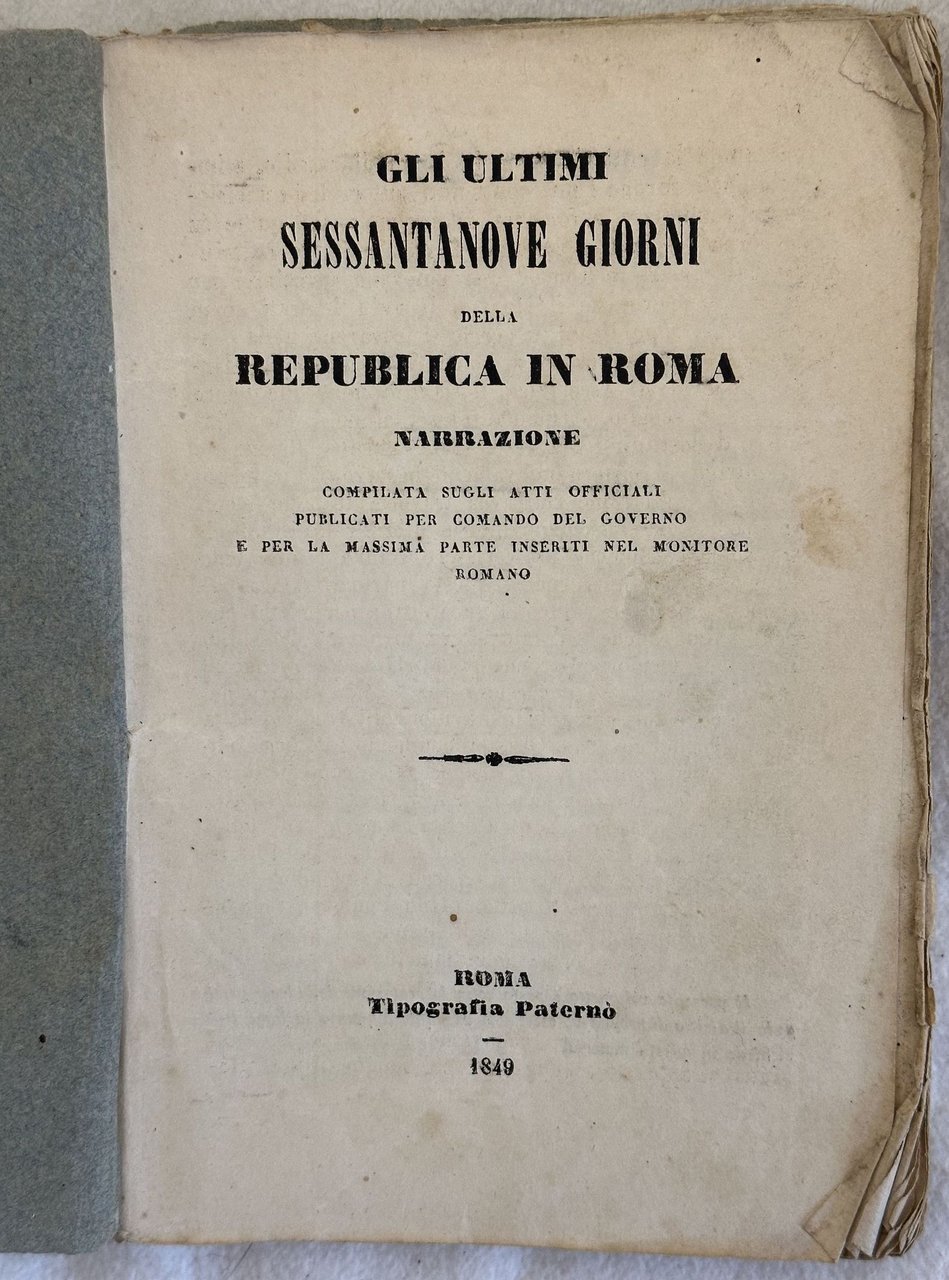 GLI ULTIMI
SESSANTANOVE GIORNI
DELLA
REPUBLICA IN ROMA
NARRAZIONE
COMPILATA SUGLI ATTI OFFICIALI
PUBLICATI PER COMANDO DEL GOVERNO
E PER LA MASSIMA PARTE INSERITI NEL MONITORE
ROMANO
ROMA
Tipografia Paternò
1849